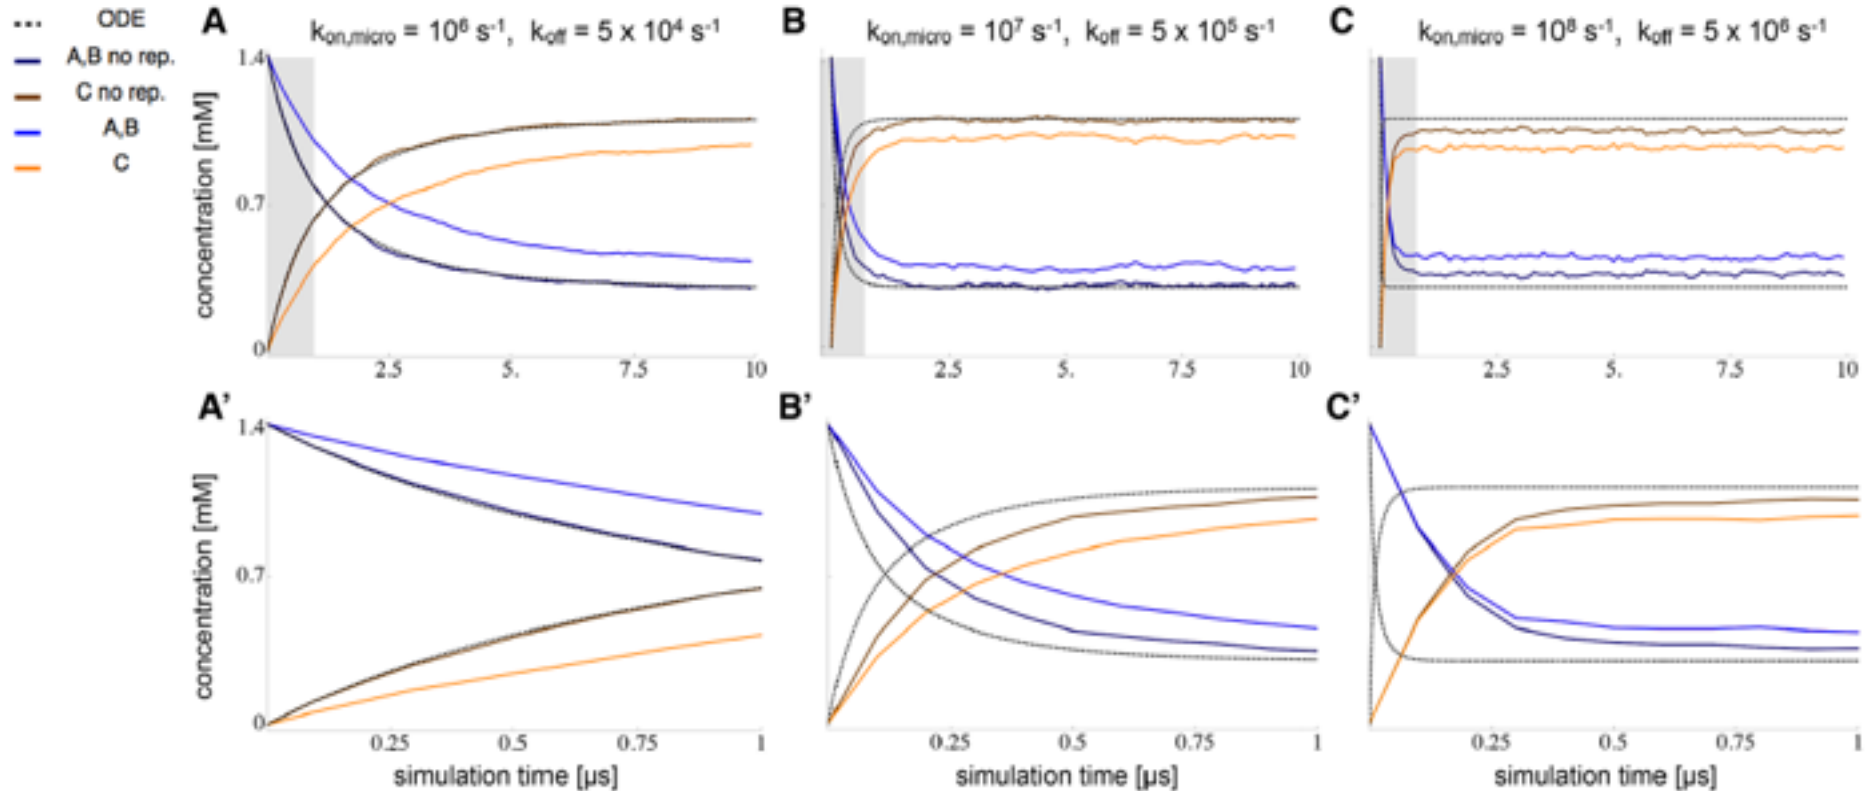 ODE
A,B no rep.
C no rep.
A,B
C
A
kon,micro = 10⁶ s⁻¹, koff = 5 x 10⁴ s⁻¹
B
kon,micro = 10⁷ s⁻¹, koff = 5 x 10⁵ s⁻¹
C
kon,micro = 10⁸ s⁻¹, koff = 5 x 10⁶ s⁻¹
concentration [mM]
1.4
0.7
0
2.5 5. 7.5 10
2.5 5. 7.5 10
2.5 5. 7.5 10
A’
B’
C’
concentration [mM]
1.4
0.7
0
0.25 0.5 0.75 1
0.25 0.5 0.75 1
0.25 0.5 0.75 1
simulation time [µs]
simulation time [µs]
simulation time [µs]